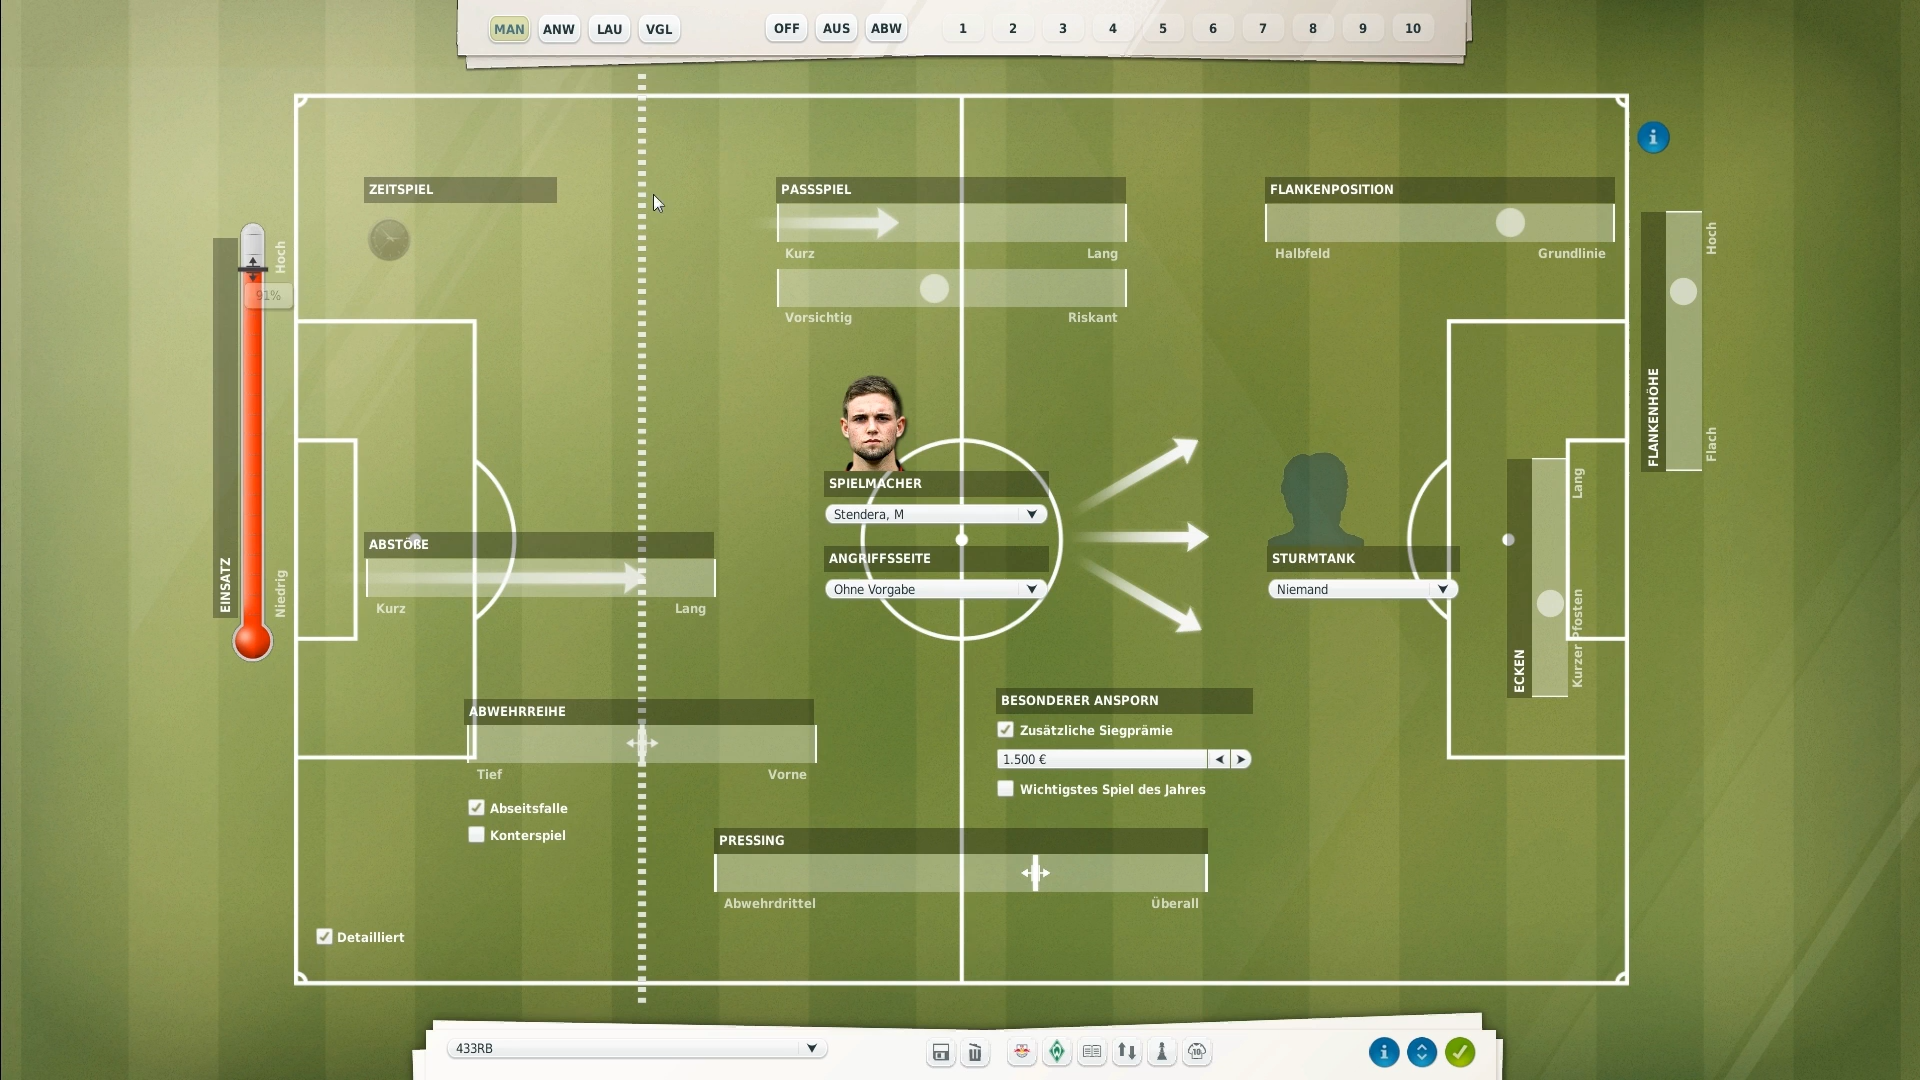 MAN ANW LAU VGL OFF AUS ABW 1 2 3 4 5 6 7 8 9 10
ZEITSPIEL
PASSSPIEL
Kurz Lang
Vorsichtig Riskant
FLANKENPOSITION
Halbfeld Grundlinie
FLANKENHÖHE
Hoch
Flach
EINSATZ
Hoch
91%
Niedrig
SPIELMACHER
Stendera, M
ANGRIFFSSEITE
Ohne Vorgabe
STURMTANK
Niemand
ABSTÖßE
Kurz Lang
ECKEN
Lang
Kurzer Pfosten
ABWEHRREIHE
Tief Vorne
Abseitsfalle
Konterspiel
BESONDERER ANSPORN
Zusätzliche Siegprämie
1.500 €
Wichtigstes Spiel des Jahres
PRESSING
Abwehrdrittel Überall
Detailliert
433RB
10